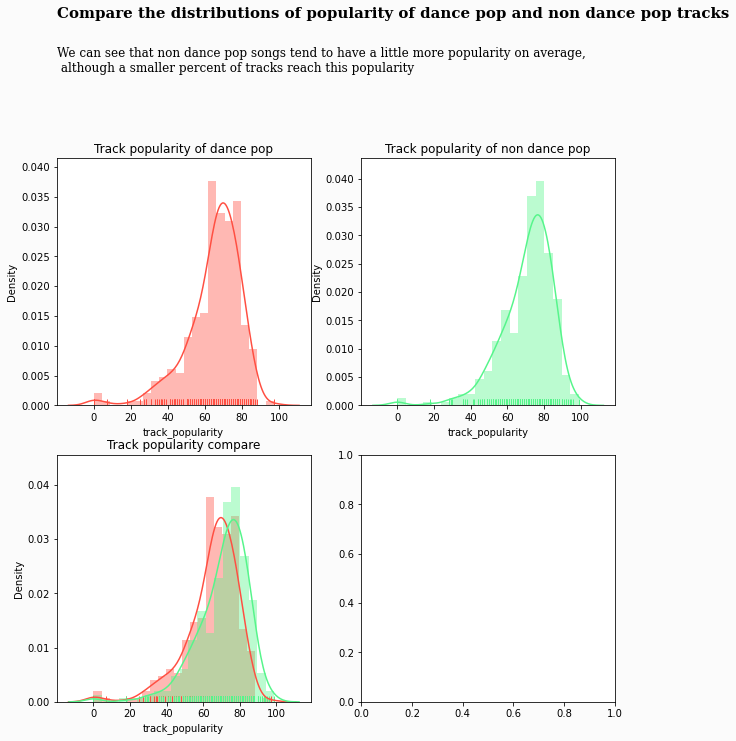 Compare the distributions of popularity of dance pop and non dance pop tracks
We can see that non dance pop songs tend to have a little more popularity on average,
although a smaller percent of tracks reach this popularity
Track popularity of dance pop
0.040
0.035
0.030
0.025
0.020
0.015
0.010
0.005
0.000
Density
0 20 40 60 80 100
track_popularity
Track popularity of non dance pop
0.040
0.035
0.030
0.025
0.020
0.015
0.010
0.005
0.000
Density
0 20 40 60 80 100
track_popularity
Track popularity compare
0.04
0.03
0.02
0.01
0.00
Density
0 20 40 60 80 100
track_popularity
1.0
0.8
0.6
0.4
0.2
0.0
0.0 0.2 0.4 0.6 0.8 1.0